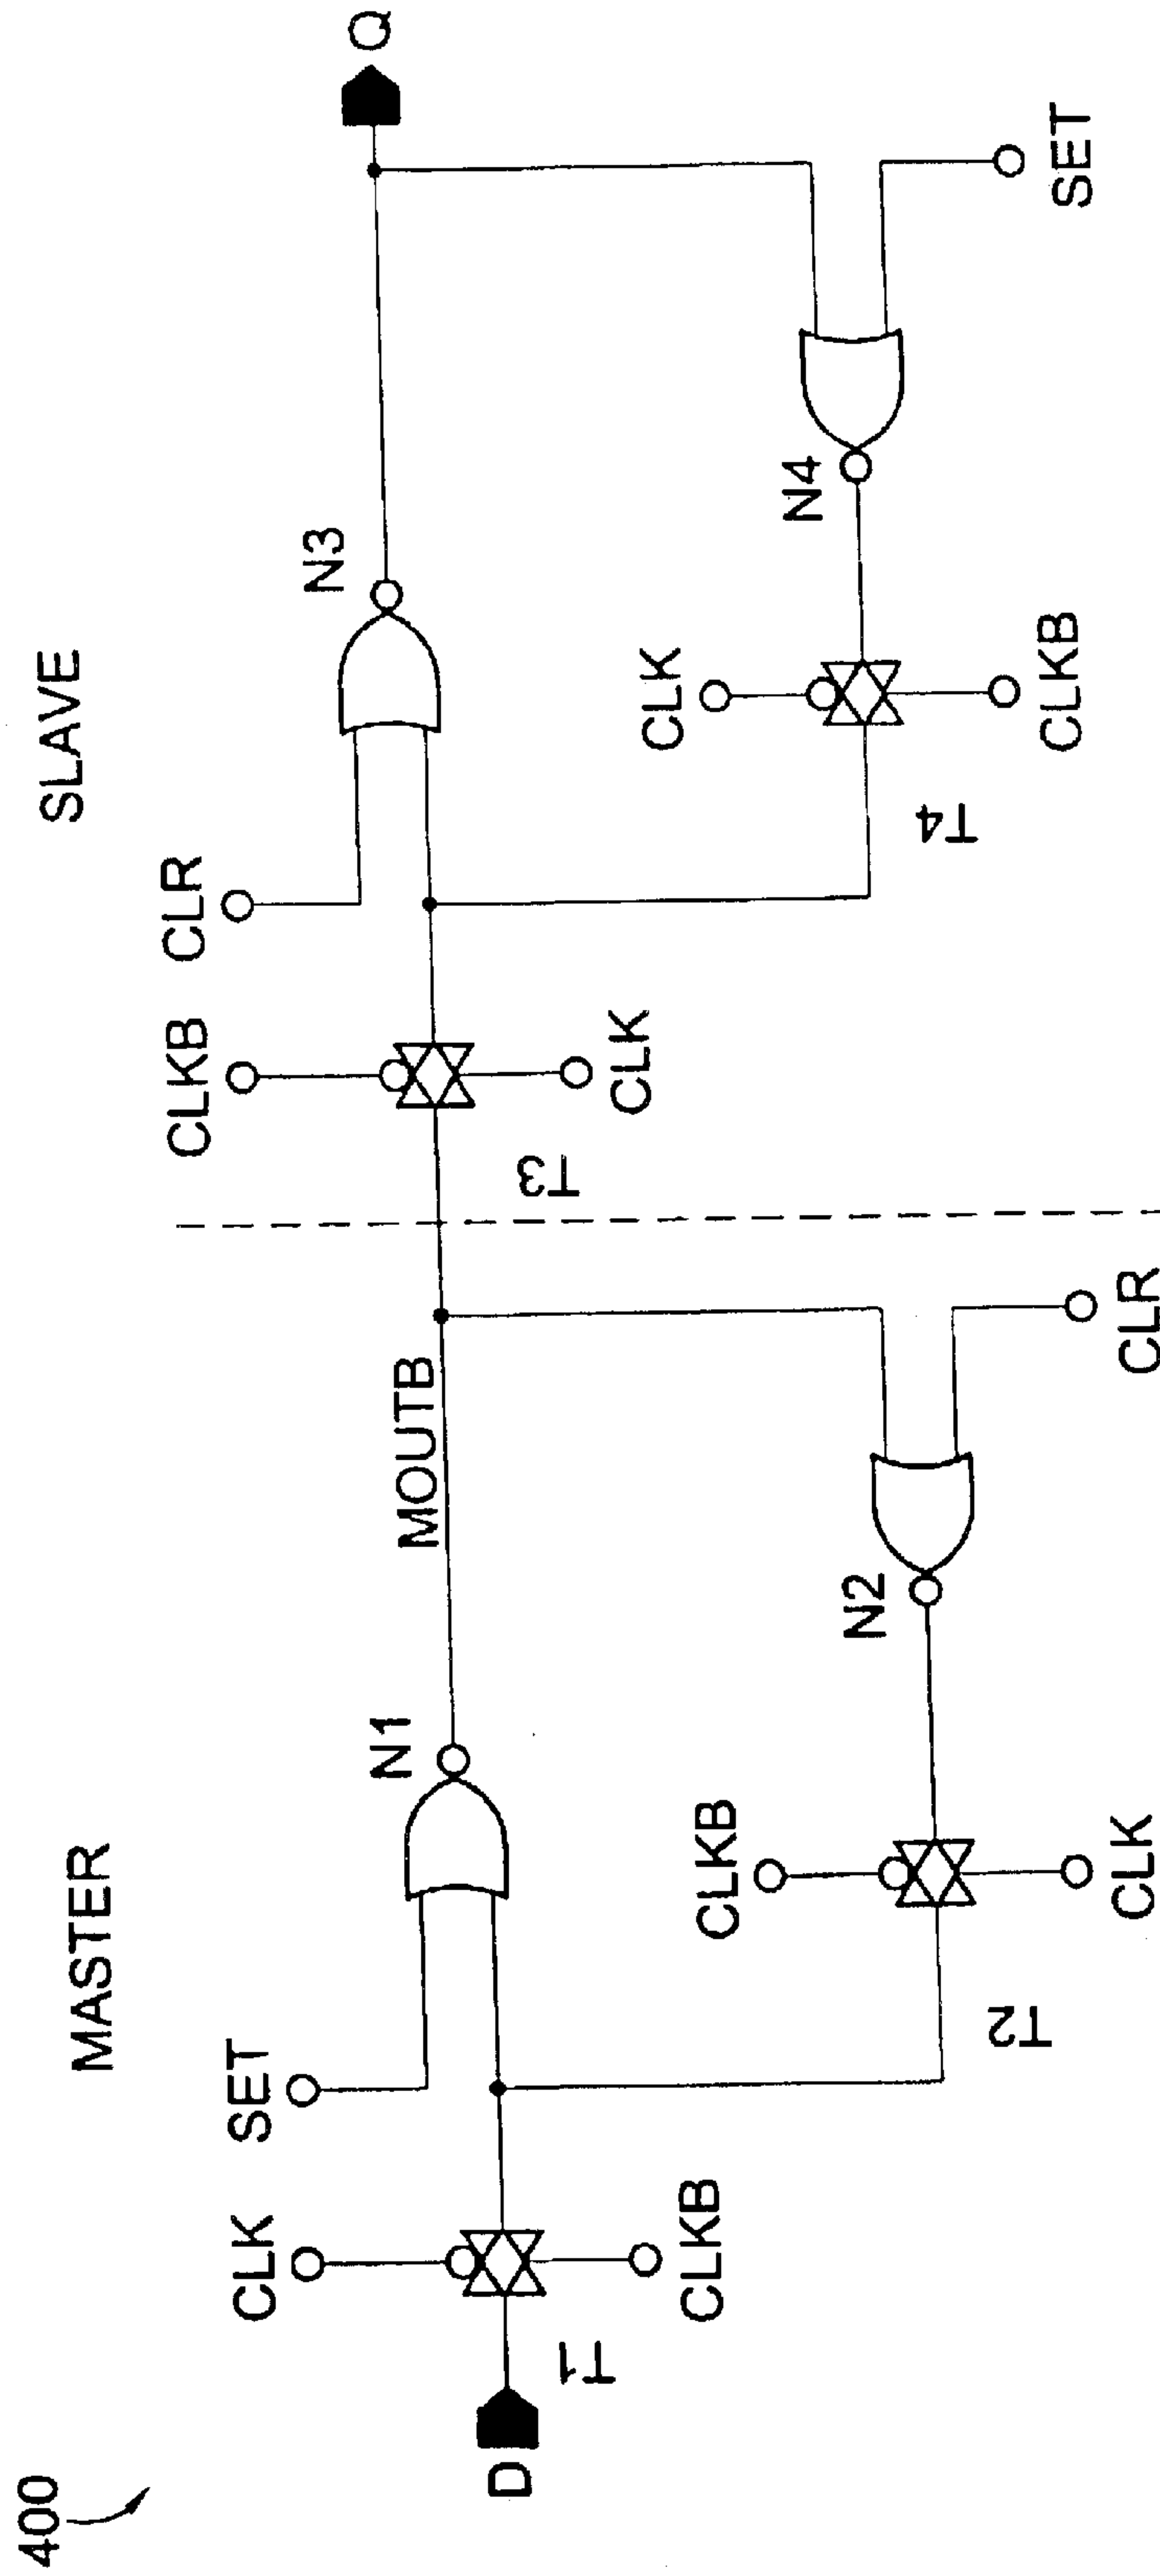 400
MASTER
SLAVE
D
T1
CLK
CLKB
SET
N1
MOUTB
T2
CLKB
CLK
N2
CLR
T3
CLKB
CLK
CLR
N3
Q
T4
CLK
CLKB
N4
SET